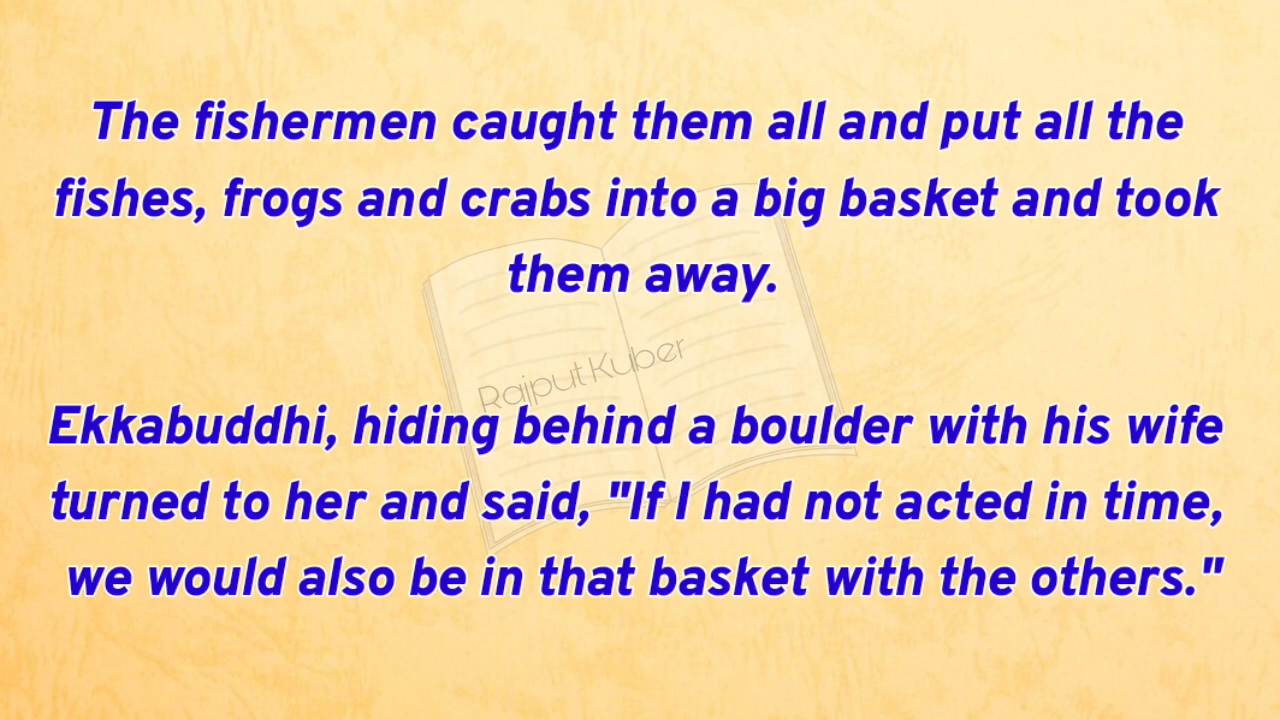 The fishermen caught them all and put all the
fishes, frogs and crabs into a big basket and took
them away.
Rajput Kuber
Ekkabuddhi, hiding behind a boulder with his wife
turned to her and said, "If I had not acted in time,
we would also be in that basket with the others."